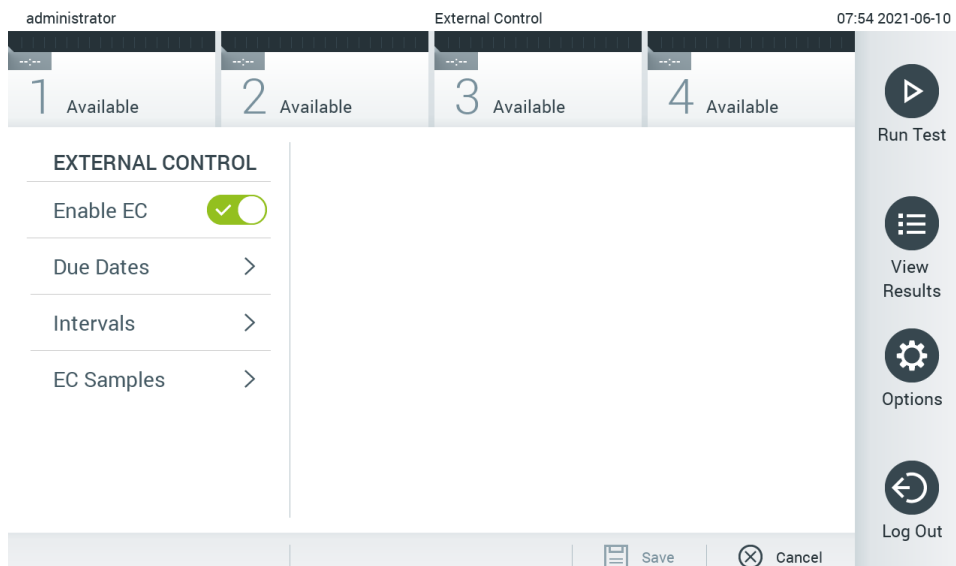 administrator External Control 07:54 2021-06-10
--:-- --:-- --:-- --:--
1 Available 2 Available 3 Available 4 Available
Run Test
EXTERNAL CONTROL
Enable EC
Due Dates
View
Results
Intervals
EC Samples
Options
Log Out
Save Cancel